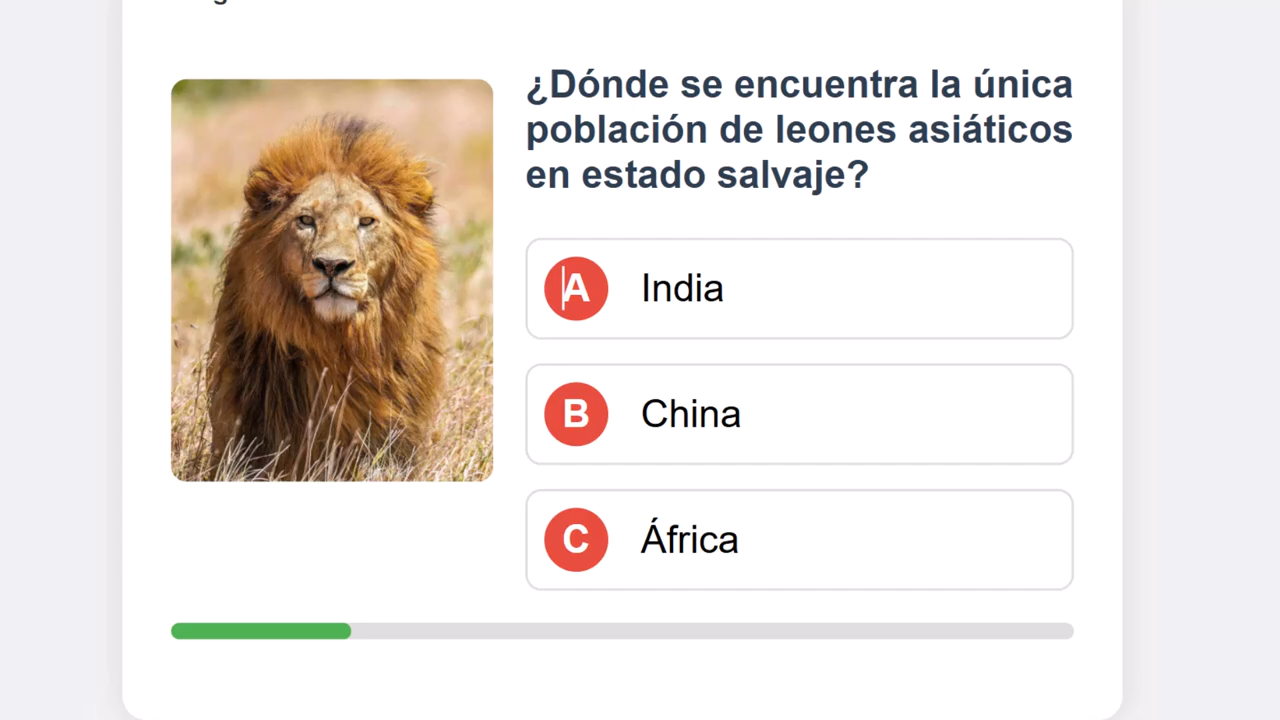 ¿Dónde se encuentra la única
población de leones asiáticos
en estado salvaje?
A India
B China
C África